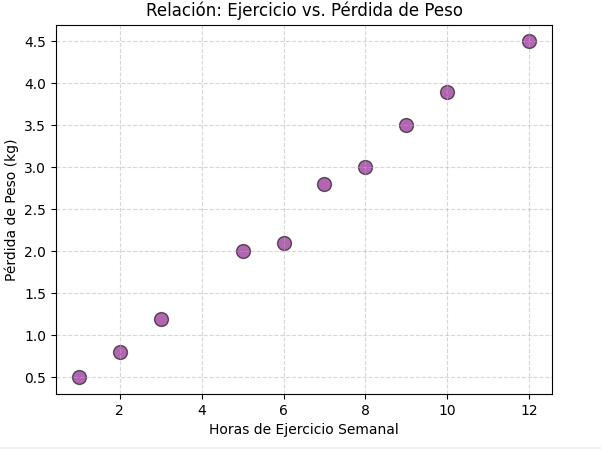 Relación: Ejercicio vs. Pérdida de Peso
Pérdida de Peso (kg)
4.5
4.0
3.5
3.0
2.5
2.0
1.5
1.0
0.5
2 4 6 8 10 12
Horas de Ejercicio Semanal